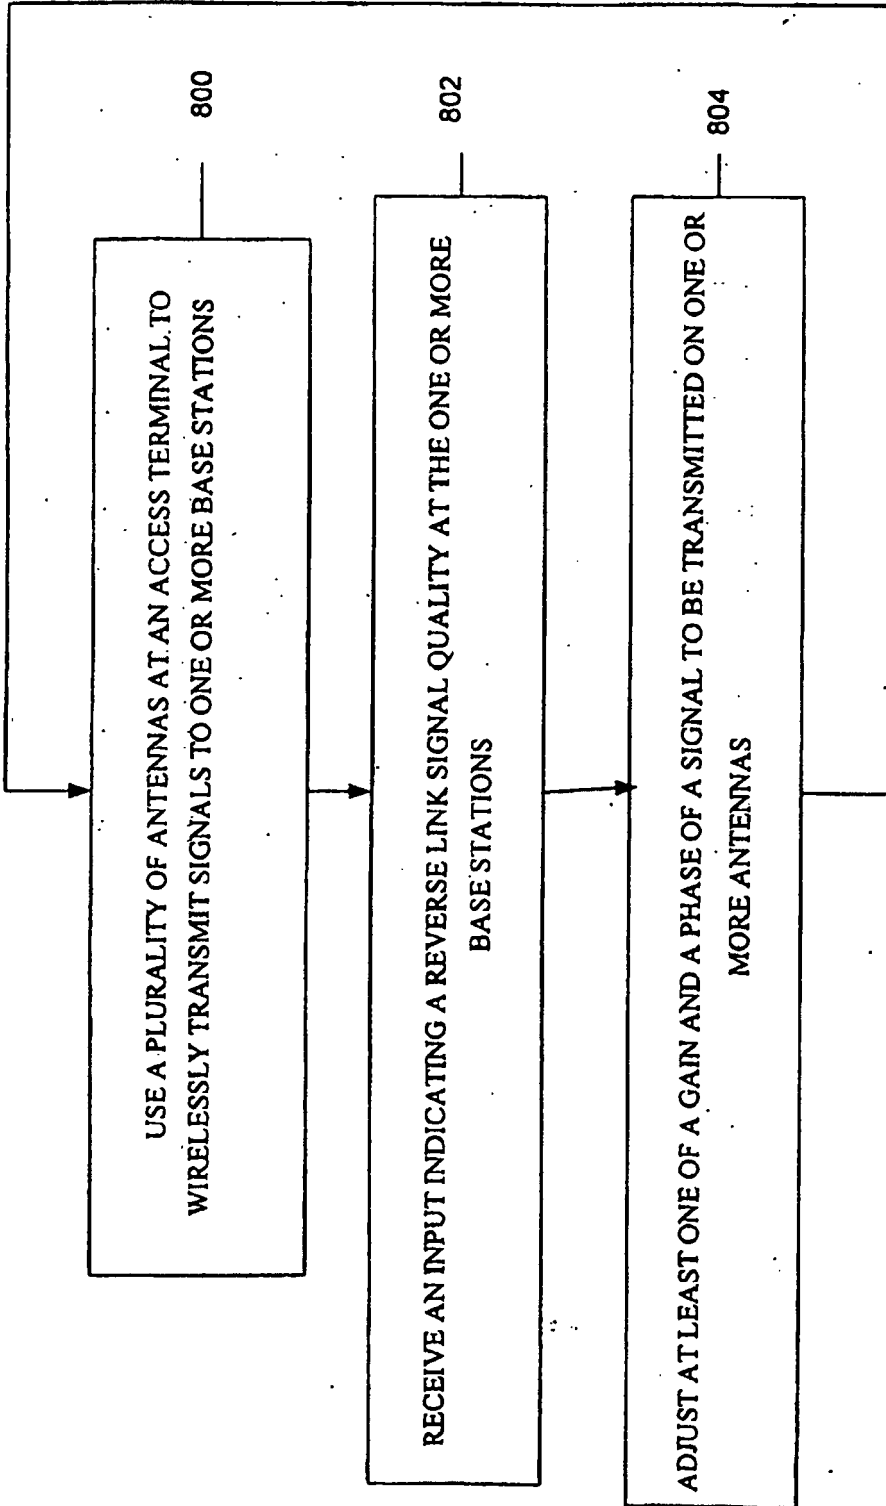 USE A PLURALITY OF ANTENNAS AT AN ACCESS TERMINAL TO
WIRELESSLY TRANSMIT SIGNALS TO ONE OR MORE BASE STATIONS
800
RECEIVE AN INPUT INDICATING A REVERSE LINK SIGNAL QUALITY AT THE ONE OR MORE
BASE STATIONS
802
ADJUST AT LEAST ONE OF A GAIN AND A PHASE OF A SIGNAL TO BE TRANSMITTED ON ONE OR
MORE ANTENNAS
804